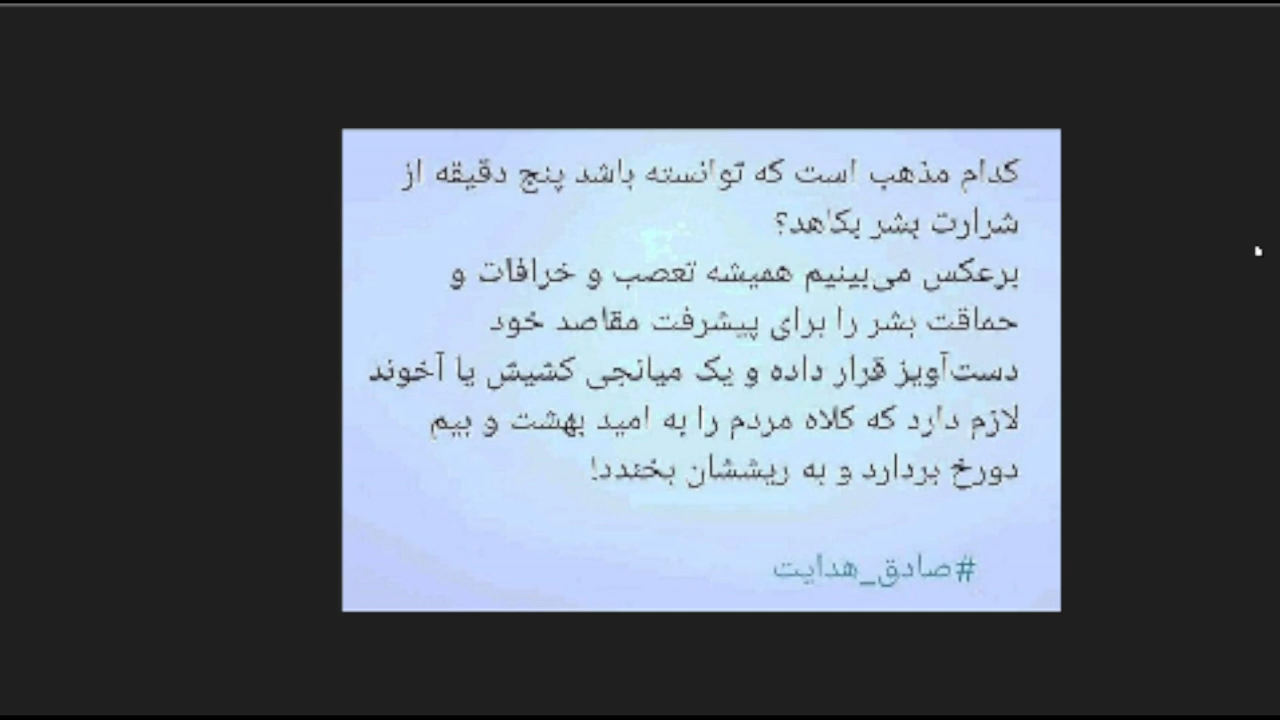 کدام مذهب است که توانسته باشد پنج دقیقه از
شرارت بشر بکاهد؟
برعکس می‌بینیم همیشه تعصب و خرافات و
حماقت بشر را برای پیشرفت مقاصد خود
دست‌آویز قرار داده و یک میانجی کشیش یا آخوند
لازم دارد که کلاه مردم را به امید بهشت و بیم
دورخ بردارد و به ریششان بخندد!
#صادق_هدایت